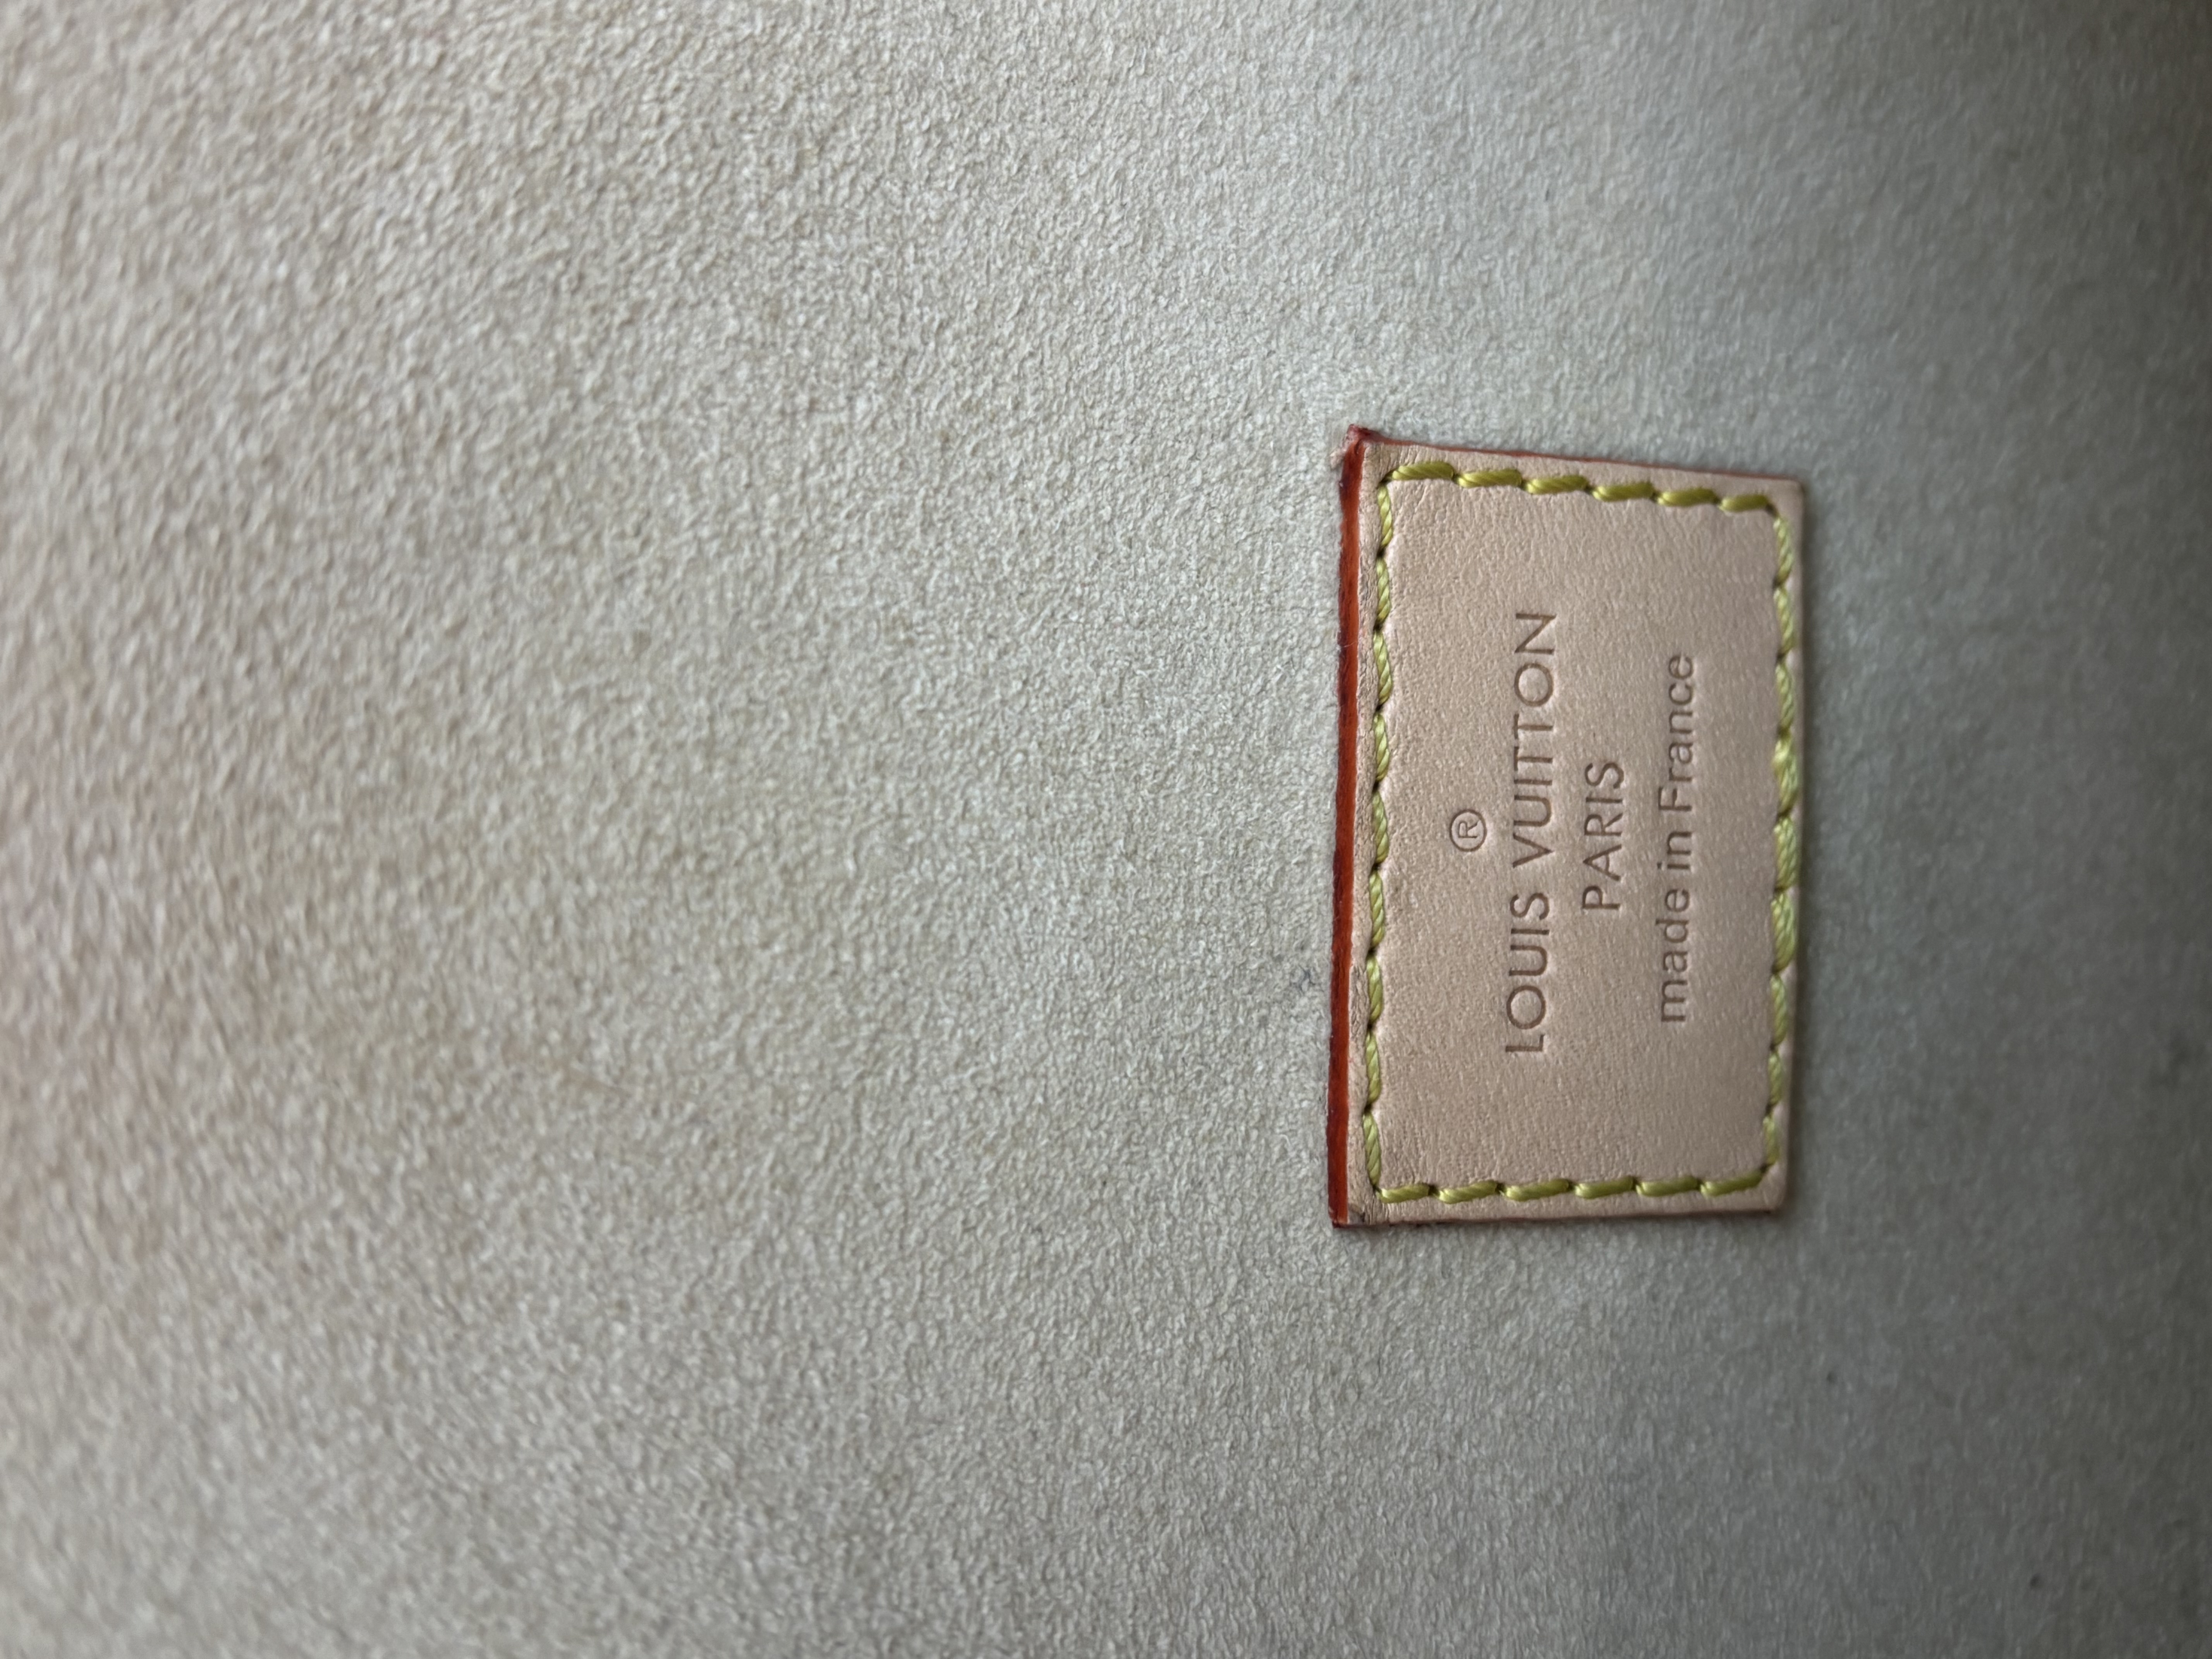 ®
LOUIS VUITTON
PARIS
made in France